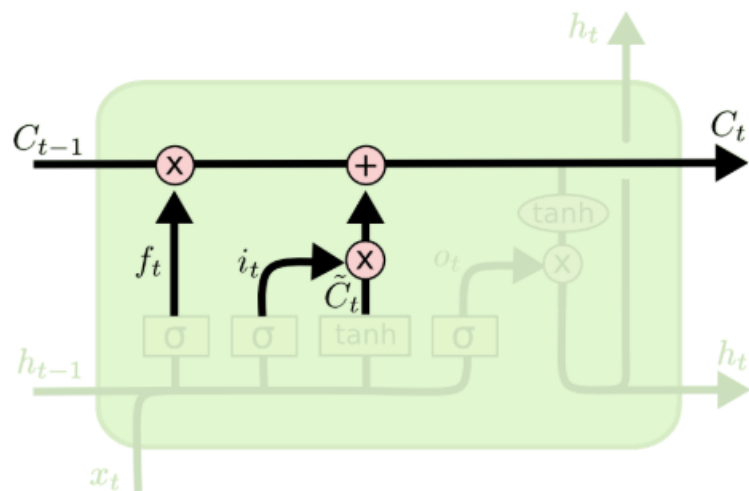 h_t
C_{t-1}
x
+
C_t
tanh
f_t
i_t
x
C̃_t
o_t
x
σ
σ
tanh
σ
h_{t-1}
h_t
x_t